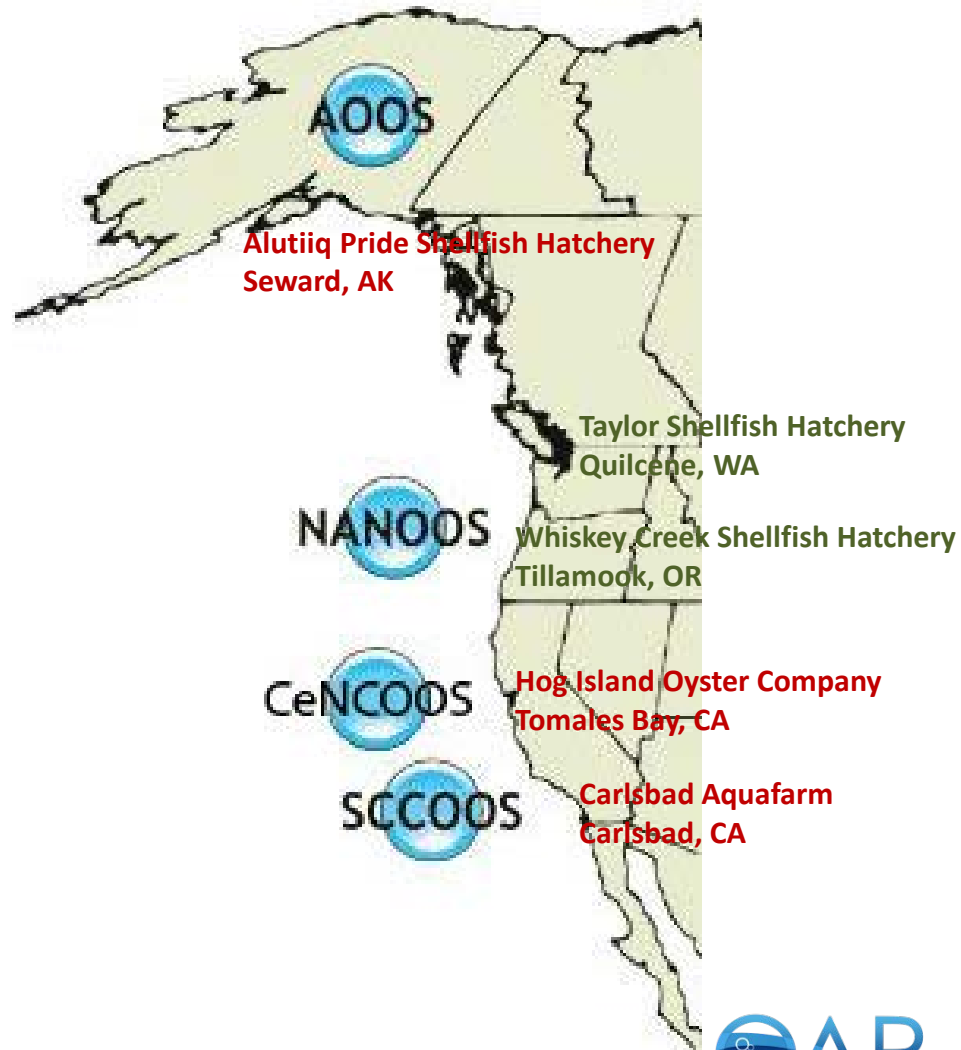 AOOS
Alutiiq Pride Shellfish Hatchery
Seward, AK
Taylor Shellfish Hatchery
Quilcene, WA
NANOOS
Whiskey Creek Shellfish Hatchery
Tillamook, OR
CeNCOOS
Hog Island Oyster Company
Tomales Bay, CA
SCCOOS
Carlsbad Aquafarm
Carlsbad, CA